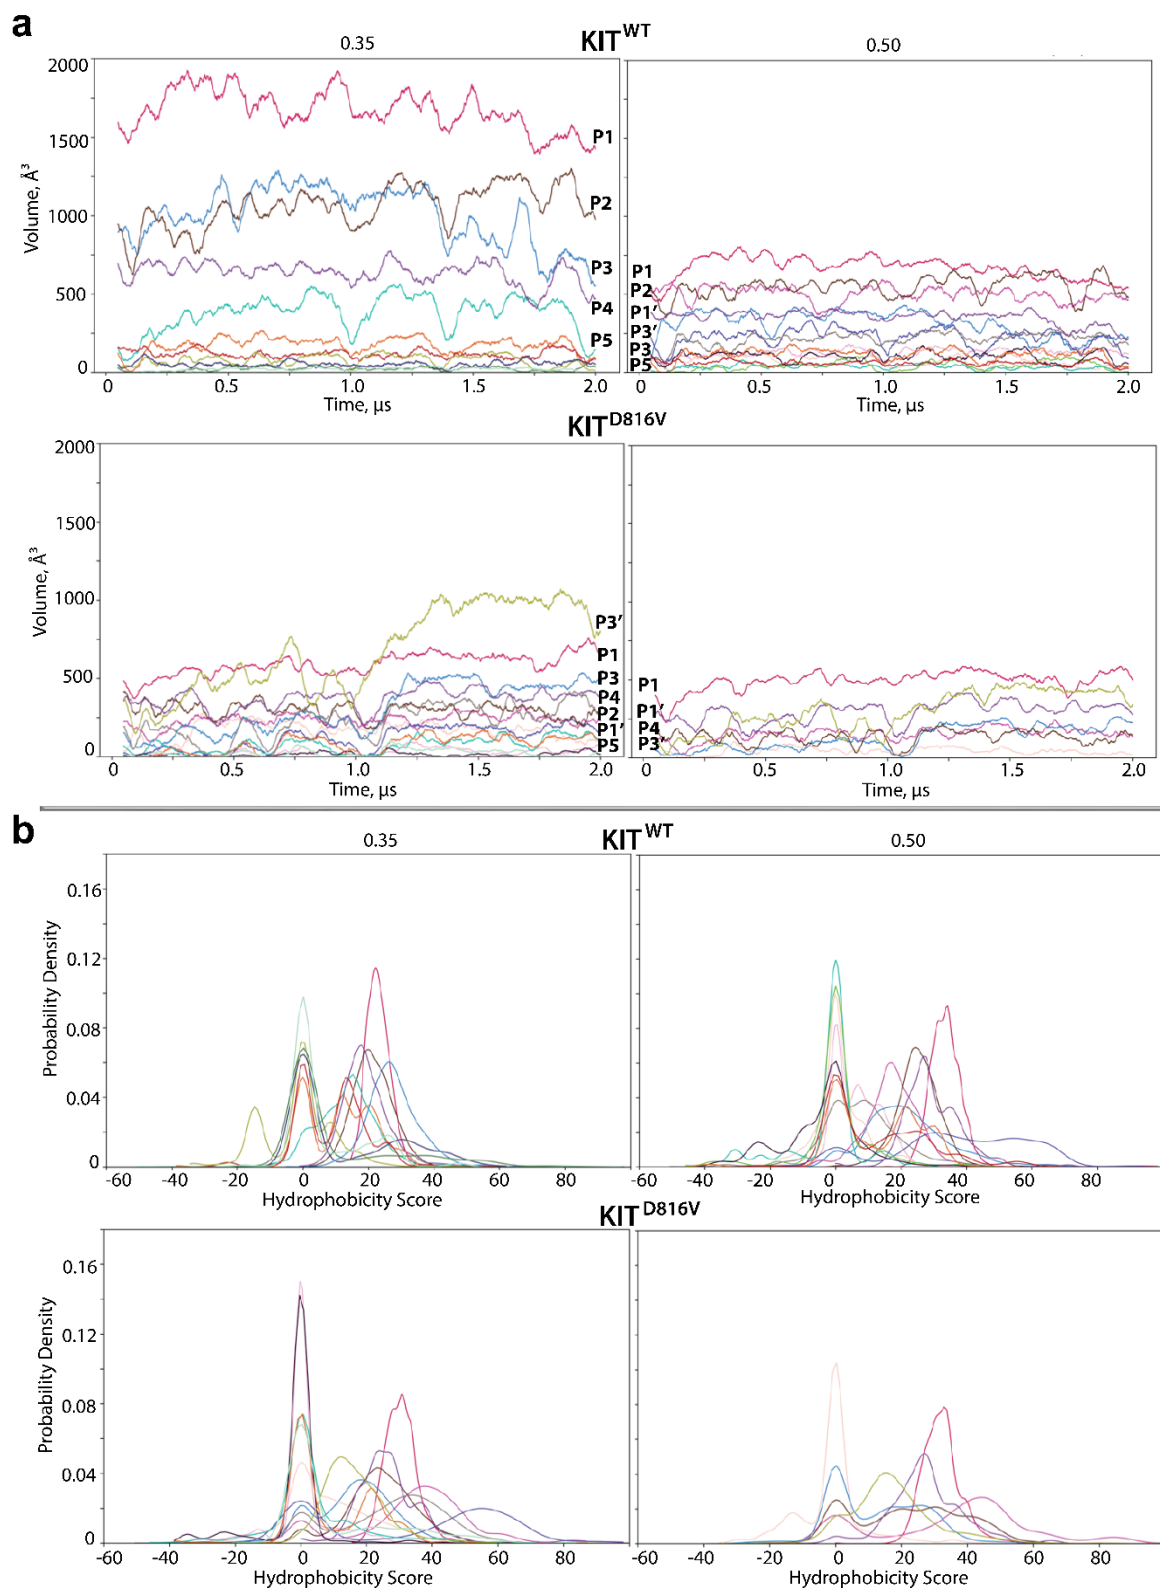 a
0.35 KIT WT 0.50
2000
1500
1000
500
0
Volume, Å³
P1
P2
P3
P4
P5
0 0.5 1.0 1.5 2.0
Time, µs
P1
P2
P1′
P3′
P3
P5
0 0.5 1.0 1.5 2.0
Time, µs
KIT D816V
2000
1500
1000
500
0
Volume, Å³
P3′
P1
P3
P4
P2
P1′
P5
0 0.5 1.0 1.5 2.0
Time, µs
P1
P1′
P4
P3′
0 0.5 1.0 1.5 2.0
Time, µs
b
0.35 KIT WT 0.50
0.16
0.12
0.08
0.04
0
Probability Density
-60 -40 -20 0 20 40 60 80
Hydrophobicity Score
-60 -40 -20 0 20 40 60 80
Hydrophobicity Score
KIT D816V
0.16
0.12
0.08
0.04
0
Probability Density
-60 -40 -20 0 20 40 60 80
Hydrophobicity Score
-60 -40 -20 0 20 40 60 80
Hydrophobicity Score